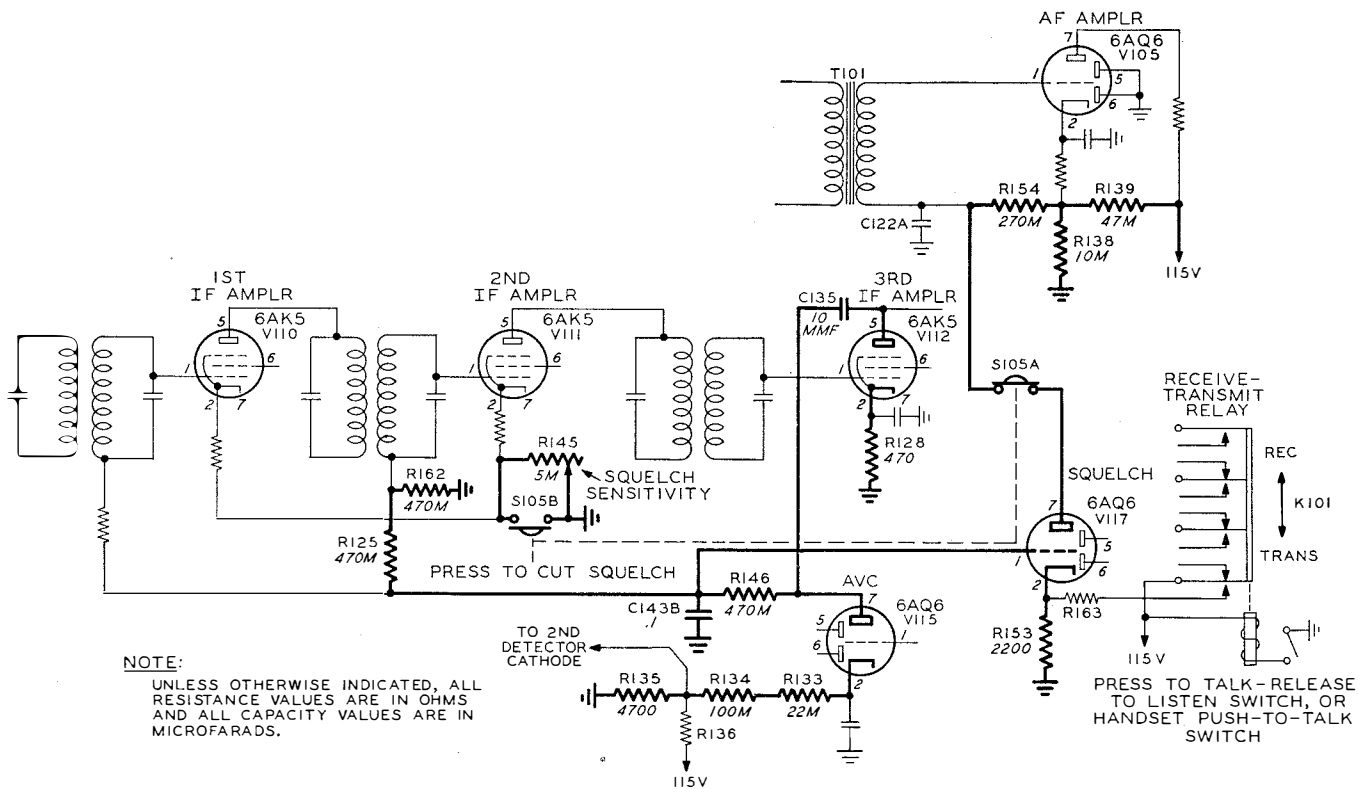 AF AMPLR
7
6AQ6
V105
T101
1
5
6
2
R154
270M
R139
47M
C122A
R138
10M
115V
1ST
IF AMPLR
5
6AK5
V110
1
6
2
7
2ND
IF AMPLR
5
6AK5
V111
1
6
2
7
C135
10
MMF
3RD
IF AMPLR
5
6AK5
V112
1
6
2
7
R128
470
S105A
RECEIVE-
TRANSMIT
RELAY
REC
K101
TRANS
R145
5M
SQUELCH
SENSITIVITY
S105B
R162
470M
R125
470M
PRESS TO CUT SQUELCH
SQUELCH
7
6AQ6
V117
1
5
6
2
R163
R153
2200
115V
R146
470M
C143B
.1
AVC
7
6AQ6
V115
5
6
1
2
TO 2ND
DETECTOR
CATHODE
R135
4700
R134
100M
R133
22M
R136
115V
NOTE:
UNLESS OTHERWISE INDICATED, ALL
RESISTANCE VALUES ARE IN OHMS
AND ALL CAPACITY VALUES ARE IN
MICROFARADS.
PRESS TO TALK-RELEASE
TO LISTEN SWITCH, OR
HANDSET PUSH-TO-TALK
SWITCH